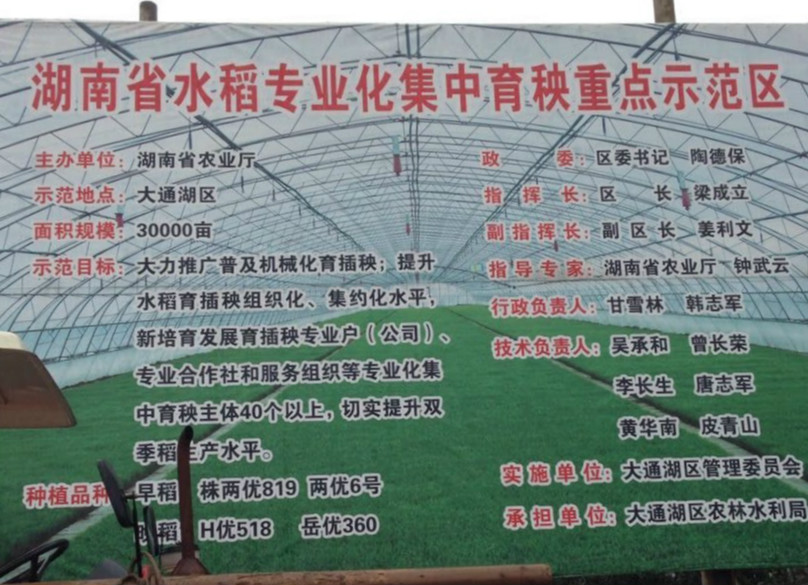 湖南省水稻专业化集中育秧重点示范区
主办单位：湖南省农业厅
示范地点：大通湖区
面积规模：30000亩
示范目标：大力推广普及机械化育插秧；提升
水稻育插秧组织化、集约化水平，
新培育发展育插秧专业户（公司）、
专业合作社和服务组织等专业化集
中育秧主体40个以上，切实提升双
季稻生产水平。
种植品种 早稻 株两优819 两优6号
晚稻 H优518 岳优360
政委：区委书记 陶德保
指挥长：区长 梁成立
副指挥长：副区长 姜利文
指导专家：湖南省农业厅 钟武云
行政负责人：甘雪林 韩志军
技术负责人：吴承和 曾长荣
李长生 唐志军
黄华南 皮青山
实施单位：大通湖区管理委员会
承担单位：大通湖区农林水利局